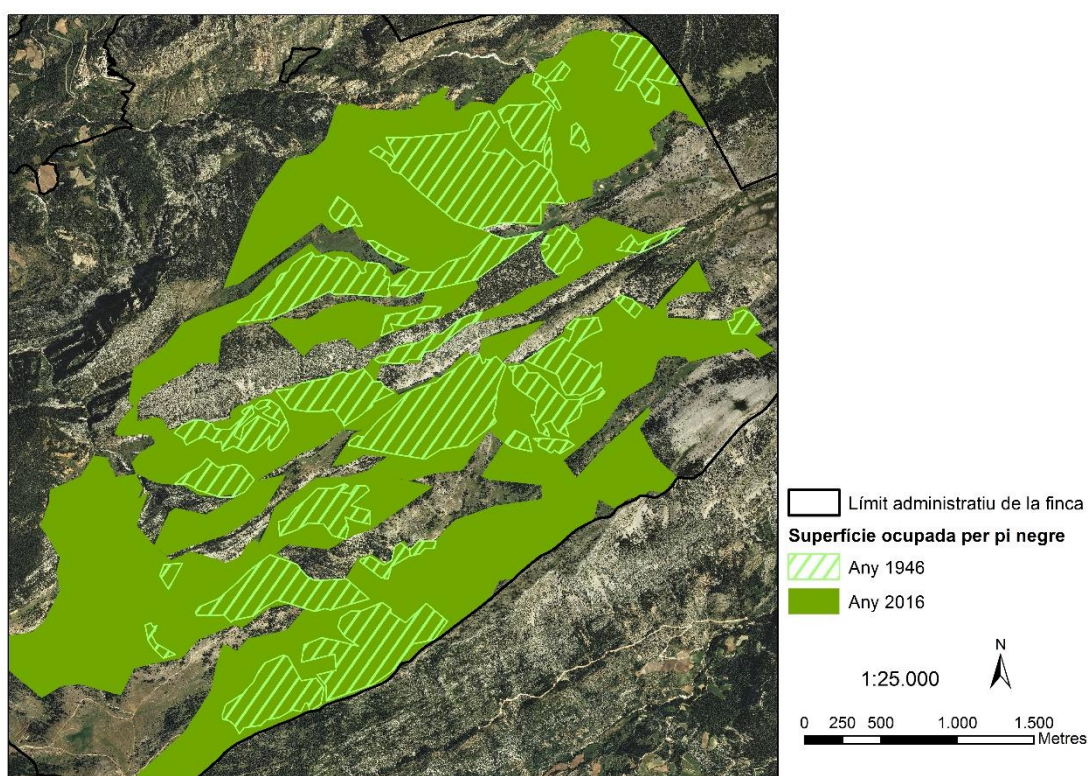 Límit administratiu de la finca
Superfície ocupada per pi negre
Any 1946
Any 2016
N
1:25.000
0 250 500 1.000 1.500
Metres